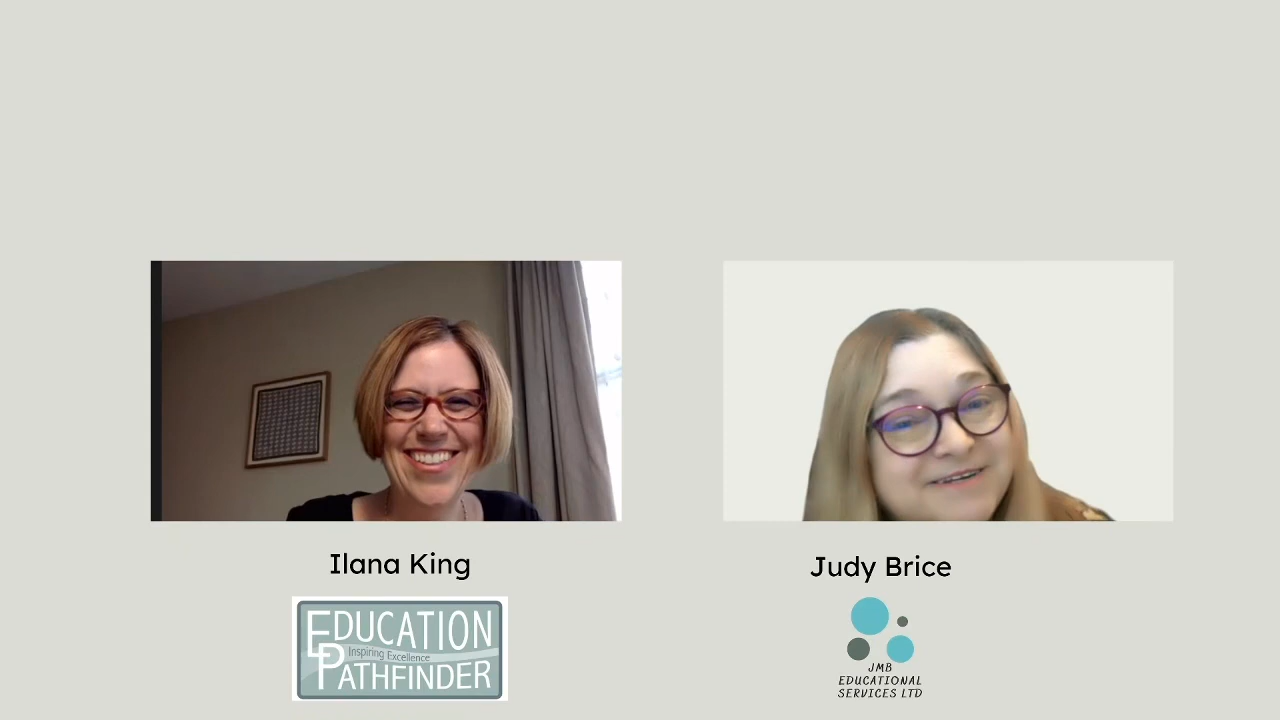 Ilana King
Judy Brice
EDUCATION
Inspiring Excellence
PATHFINDER
JMB
EDUCATIONAL
SERVICES LTD